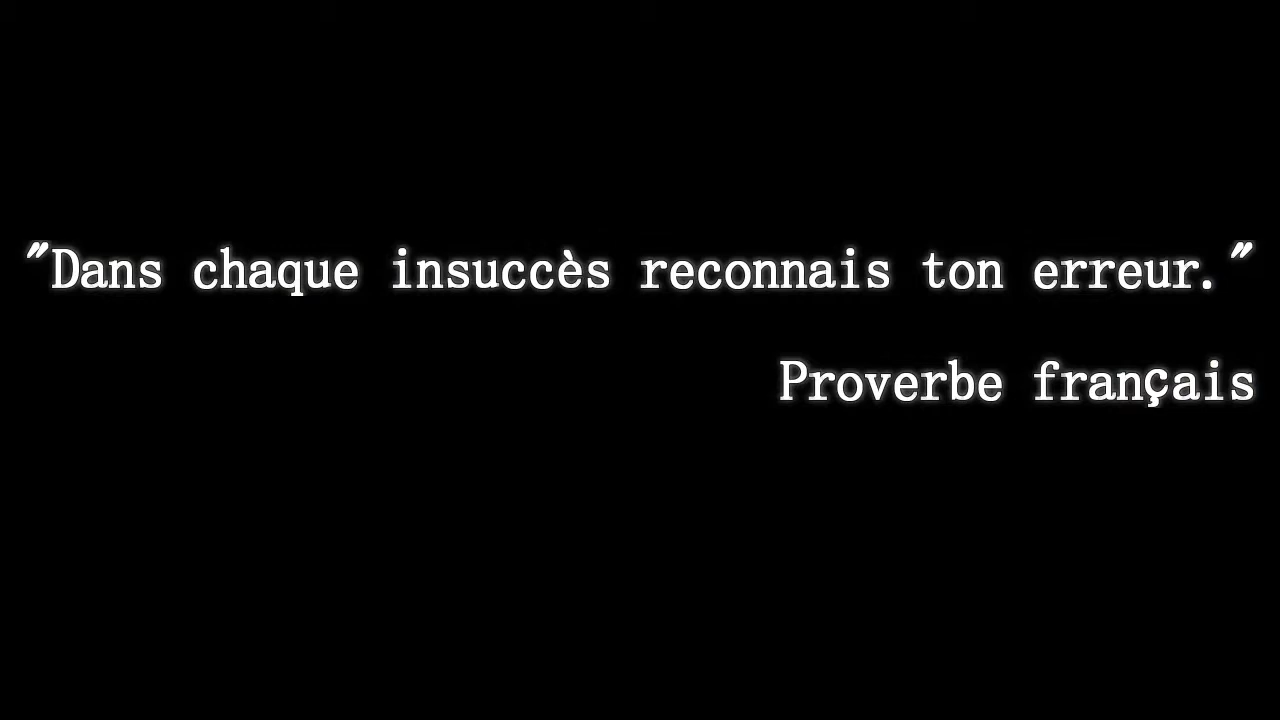 "Dans chaque insuccès reconnais ton erreur."
Proverbe français